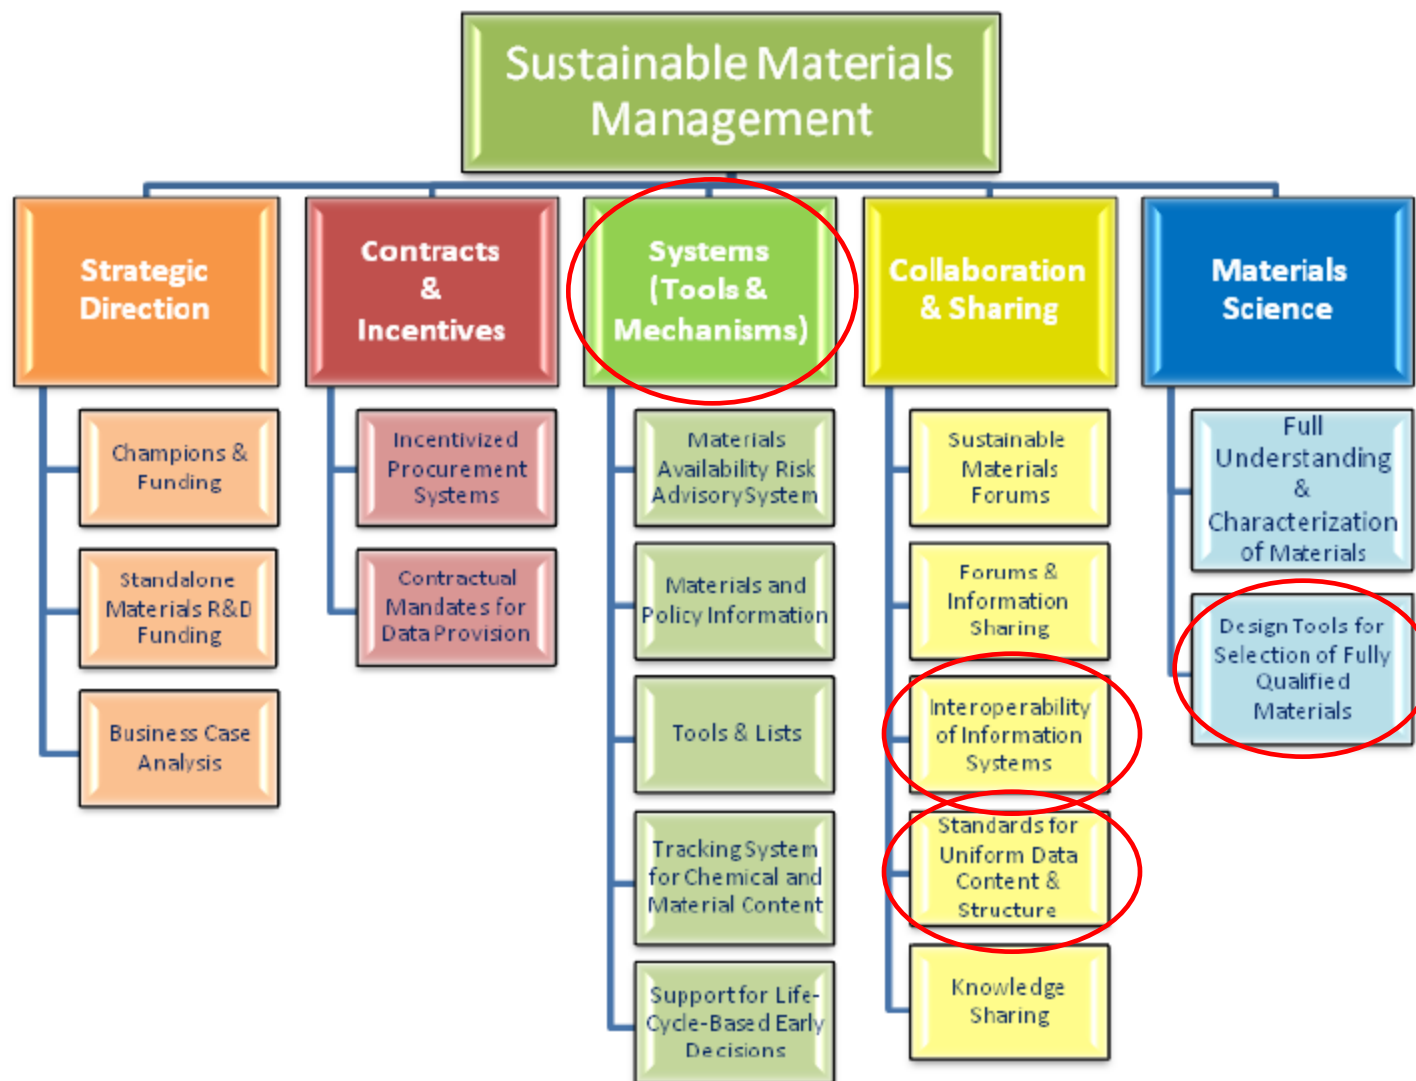 Sustainable Materials
Management
Strategic
Direction
Contracts
&
Incentives
Systems
(Tools &
Mechanisms)
Collaboration
& Sharing
Materials
Science
Champions &
Funding
Standalone
Materials R&D
Funding
Business Case
Analysis
Incentivized
Procurement
Systems
Contractual
Mandates for
Data Provision
Materials
Availability Risk
Advisory System
Materials and
Policy Information
Tools & Lists
Tracking System
for Chemical and
Material Content
Support for Life-
Cycle-Based Early
Decisions
Sustainable
Materials
Forums
Forums &
Information
Sharing
Interoperability
of Information
Systems
Standards for
Uniform Data
Content &
Structure
Knowledge
Sharing
Full
Understanding
&
Characterization
of Materials
Design Tools for
Selection of Fully
Qualified
Materials